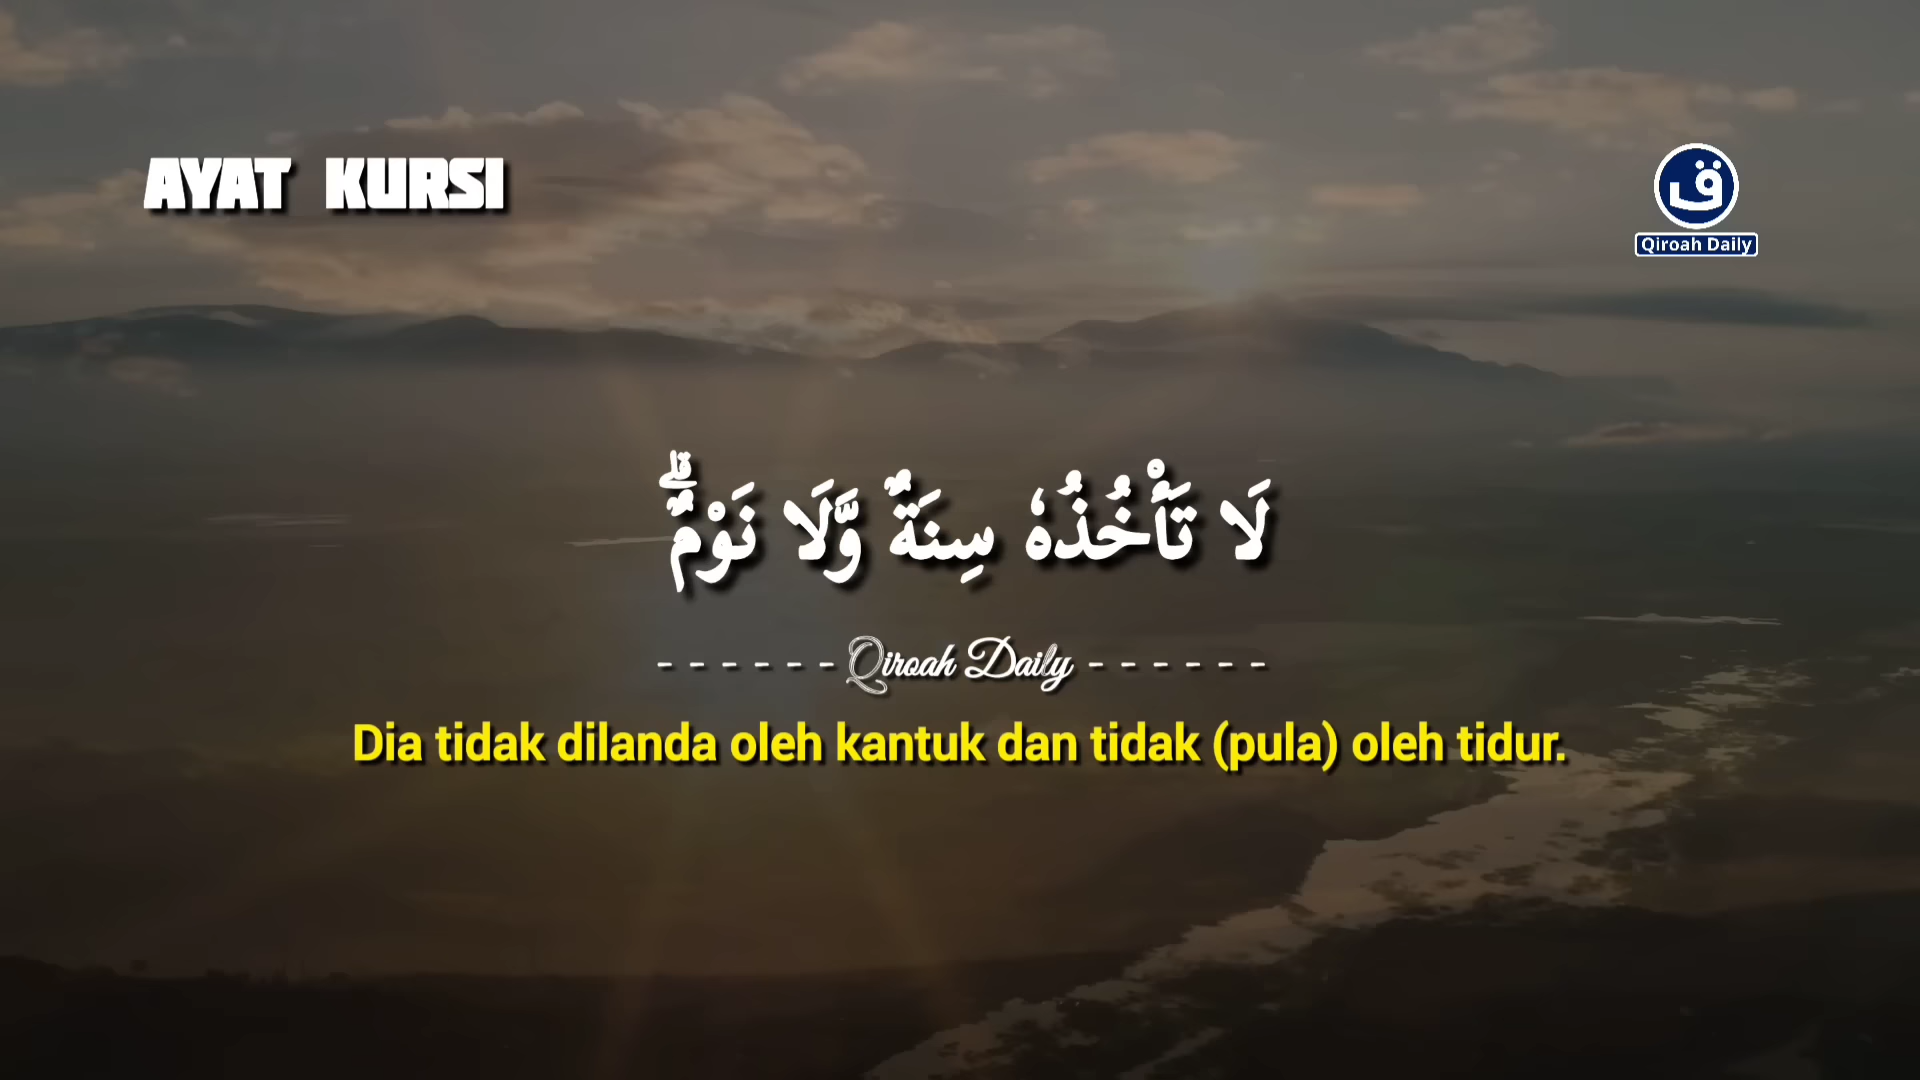 AYAT KURSI
ق
Qiroah Daily
لَا تَأْخُذُهٗ سِنَةٌ وَّلَا نَوْمٌۗ
- - - - - - Qiroah Daily - - - - - -
Dia tidak dilanda oleh kantuk dan tidak (pula) oleh tidur.